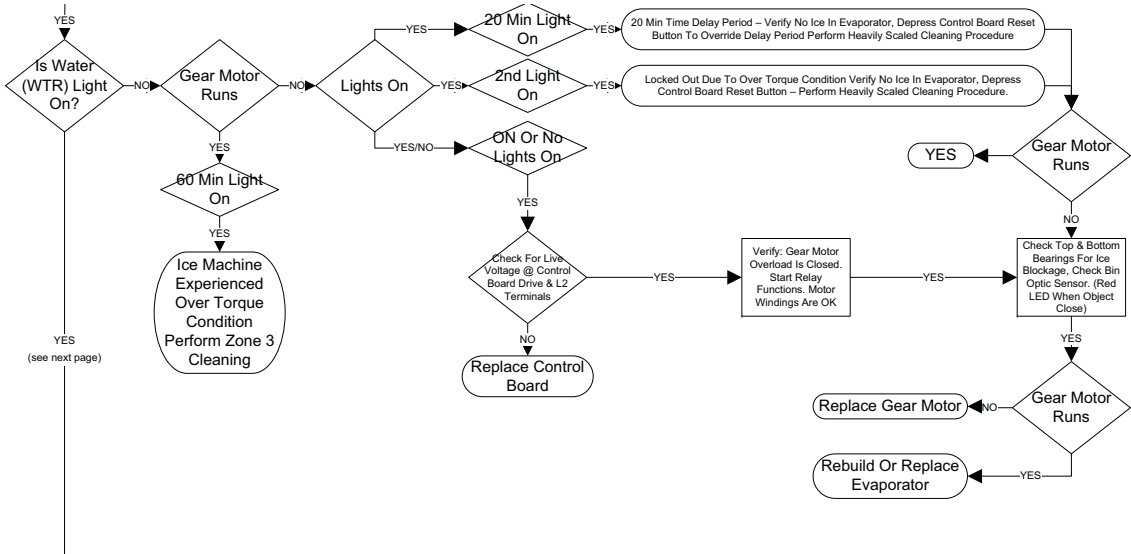 YES
Is Water
(WTR) Light
On?
NO
Gear Motor
Runs
NO
Lights On
YES
20 Min Light
On
YES
20 Min Time Delay Period – Verify No Ice In Evaporator, Depress Control Board Reset
Button To Override Delay Period Perform Heavily Scaled Cleaning Procedure
YES
2nd Light
On
YES
Locked Out Due To Over Torque Condition Verify No Ice In Evaporator, Depress
Control Board Reset Button – Perform Heavily Scaled Cleaning Procedure.
YES/NO
ON Or No
Lights On
Gear Motor
Runs
YES
YES
60 Min Light
On
YES
Ice Machine
Experienced
Over Torque
Condition
Perform Zone 3
Cleaning
YES
Check For Live
Voltage @ Control
Board Drive & L2
Terminals
YES
Verify: Gear Motor
Overload Is Closed.
Start Relay
Functions. Motor
Windings Are OK
YES
NO
Check Top & Bottom
Bearings For Ice
Blockage, Check Bin
Optic Sensor. (Red
LED When Object
Close)
NO
Replace Control
Board
YES
Gear Motor
Runs
NO
Replace Gear Motor
YES
Rebuild Or Replace
Evaporator
YES
(see next page)